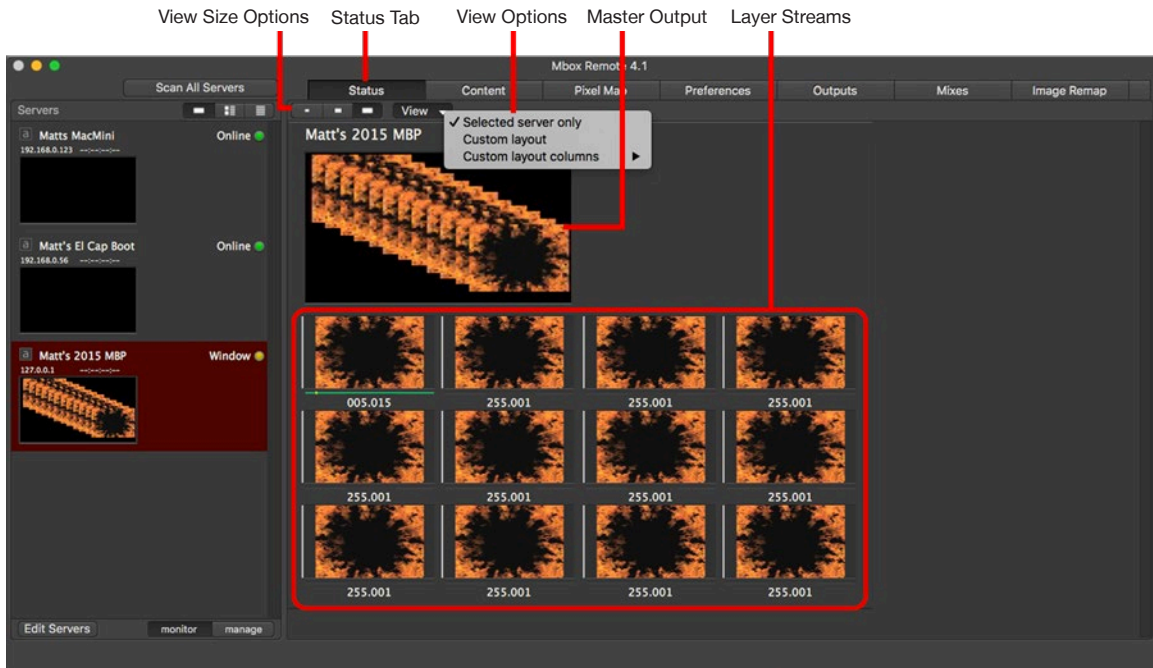 View Size Options Status Tab View Options Master Output Layer Streams
Mbox Remote 4.1
Scan All Servers Status Content Pixel Map Preferences Outputs Mixes Image Remap
Servers View
Selected server only
Custom layout
Custom layout columns
a Matts MacMini Online
192.168.0.123 --:--:--:--
a Matt's El Cap Boot Online
192.168.0.56 --:--:--:--
a Matt's 2015 MBP Window
127.0.0.1 --:--:--:--
Matt's 2015 MBP
005.015 255.001 255.001 255.001
255.001 255.001 255.001 255.001
255.001 255.001 255.001 255.001
Edit Servers monitor manage